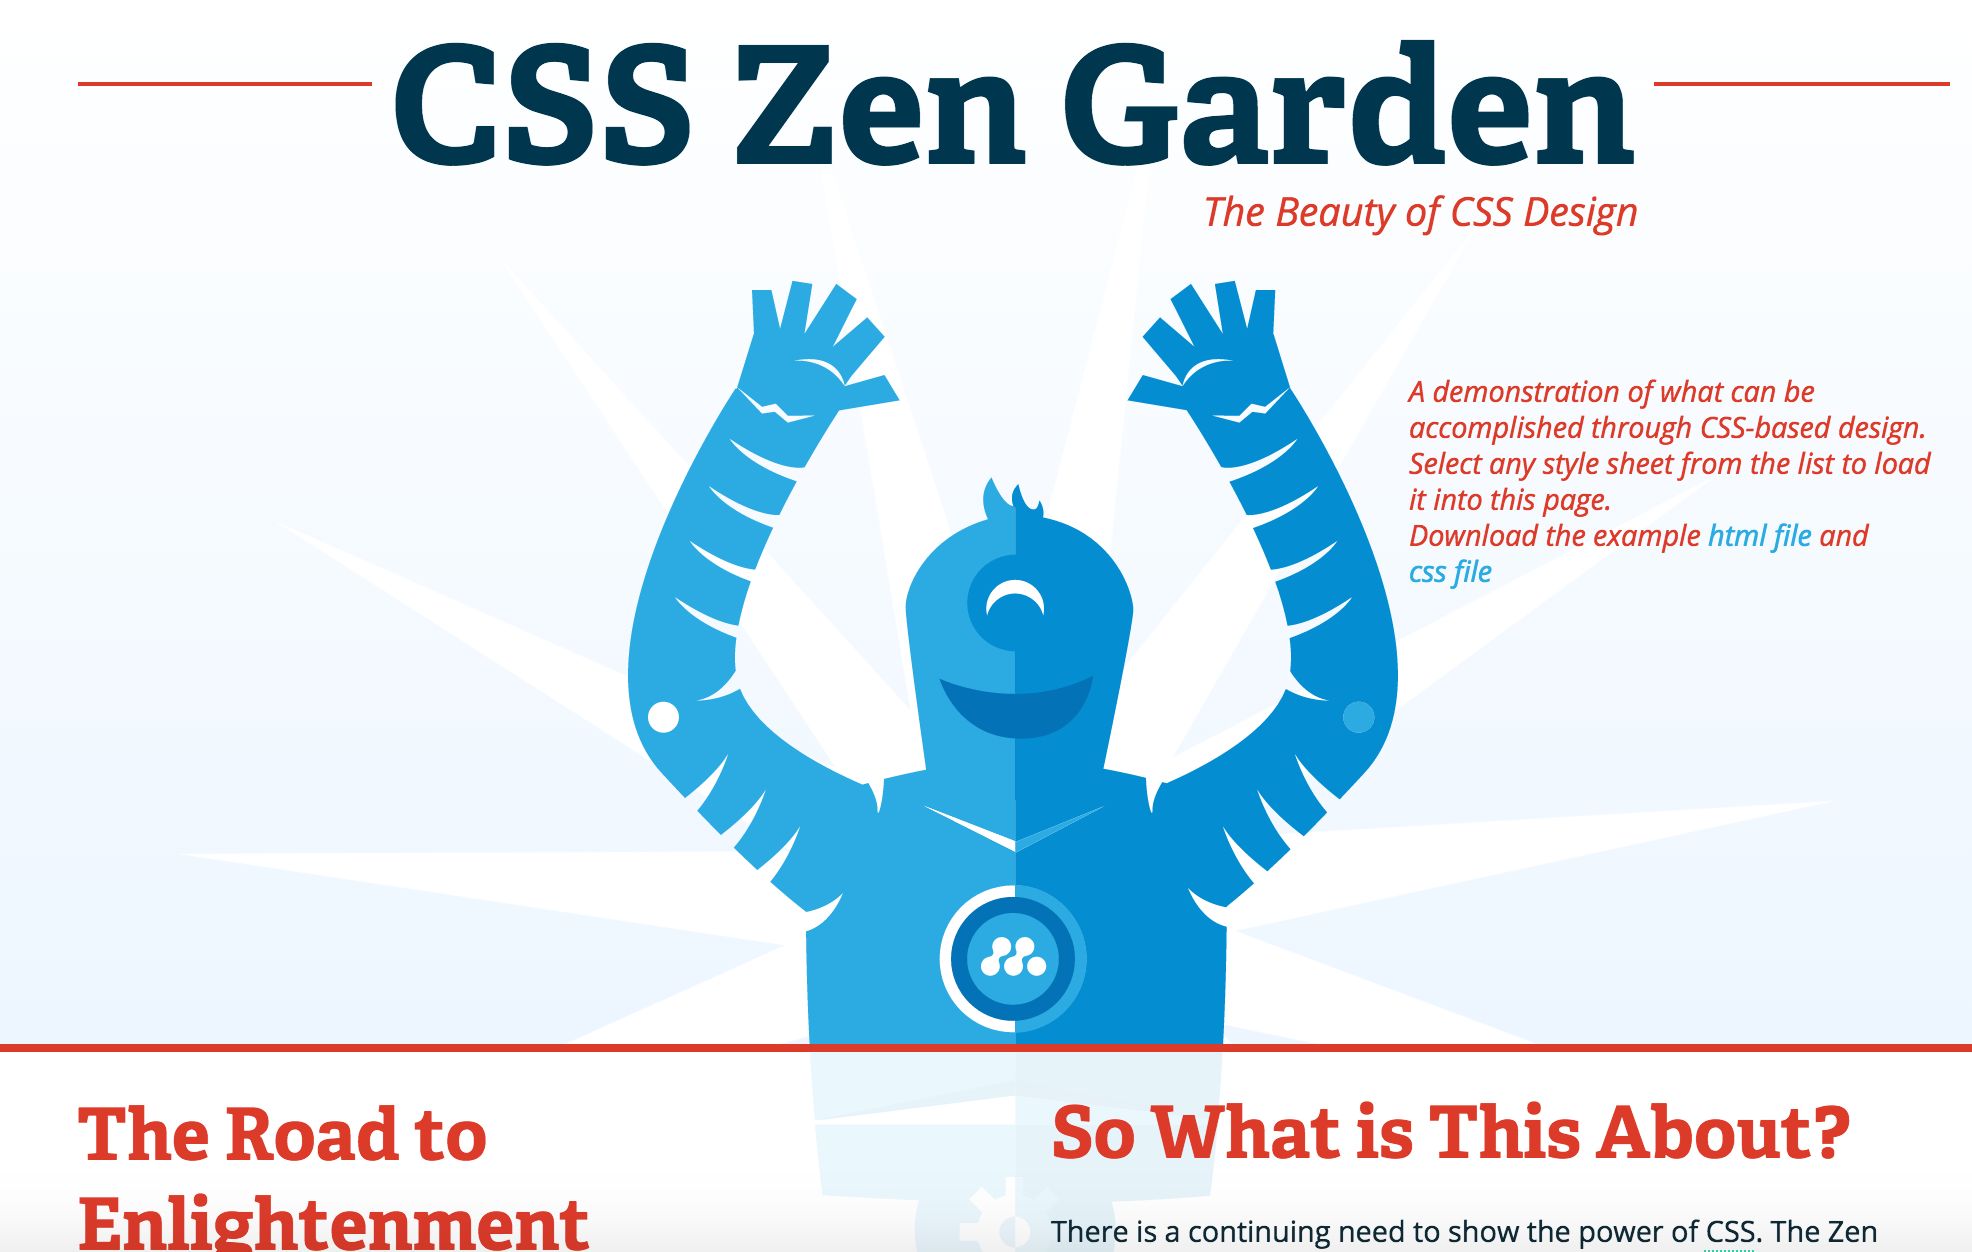 CSS Zen Garden
The Beauty of CSS Design
A demonstration of what can be
accomplished through CSS-based design.
Select any style sheet from the list to load
it into this page.
Download the example html file and
css file
The Road to
Enlightenment
So What is This About?
There is a continuing need to show the power of CSS. The Zen